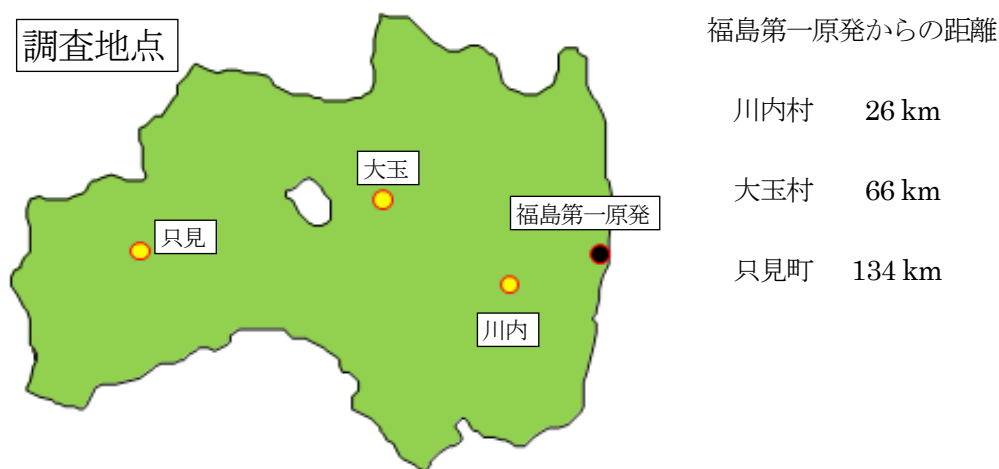 調査地点
福島第一原発からの距離
川内村 26 km
大玉村 66 km
只見町 134 km
大玉
福島第一原発
只見
川内